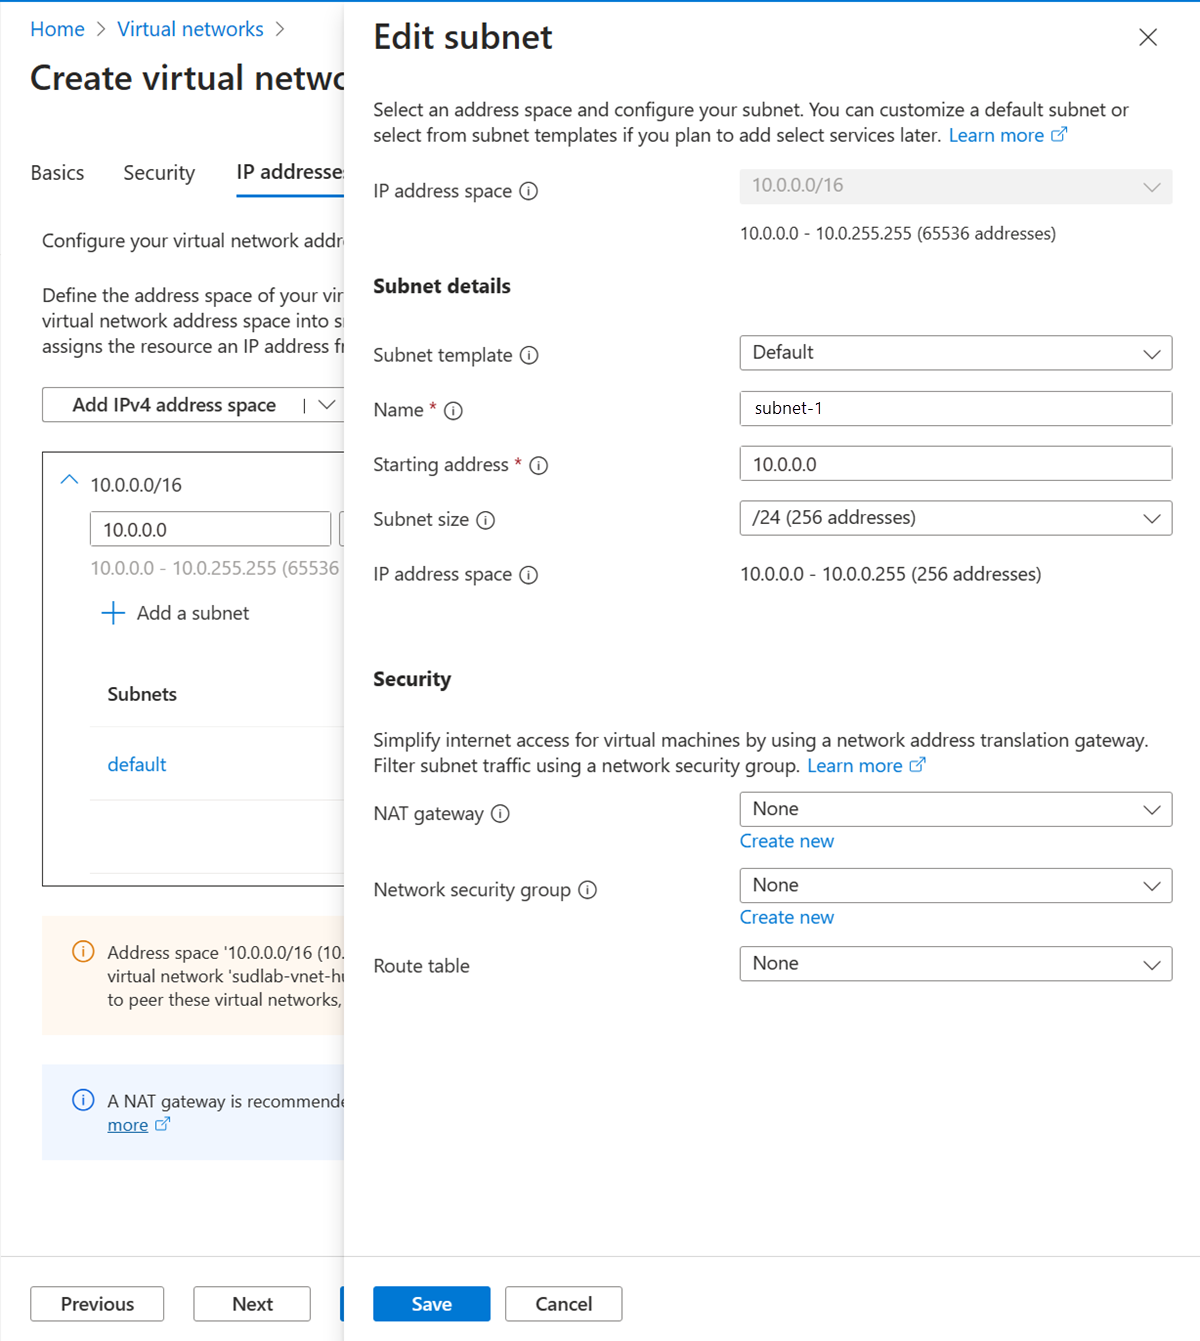 Home > Virtual networks >
Create virtual netwo
Basics Security IP addresses
Configure your virtual network addr
Define the address space of your vir
virtual network address space into s
assigns the resource an IP address fr
Add IPv4 address space
10.0.0.0/16
10.0.0.0
10.0.0.0 - 10.0.255.255 (65536
Add a subnet
Subnets
default
Address space '10.0.0.0/16 (10.
virtual network 'sudlab-vnet-hu
to peer these virtual networks,
A NAT gateway is recommende
more
Previous Next
Edit subnet
Select an address space and configure your subnet. You can customize a default subnet or
select from subnet templates if you plan to add select services later. Learn more
IP address space 10.0.0.0/16
10.0.0.0 - 10.0.255.255 (65536 addresses)
Subnet details
Subnet template Default
Name * subnet-1
Starting address * 10.0.0.0
Subnet size /24 (256 addresses)
IP address space 10.0.0.0 - 10.0.0.255 (256 addresses)
Security
Simplify internet access for virtual machines by using a network address translation gateway.
Filter subnet traffic using a network security group. Learn more
NAT gateway None
Create new
Network security group None
Create new
Route table None
Save Cancel